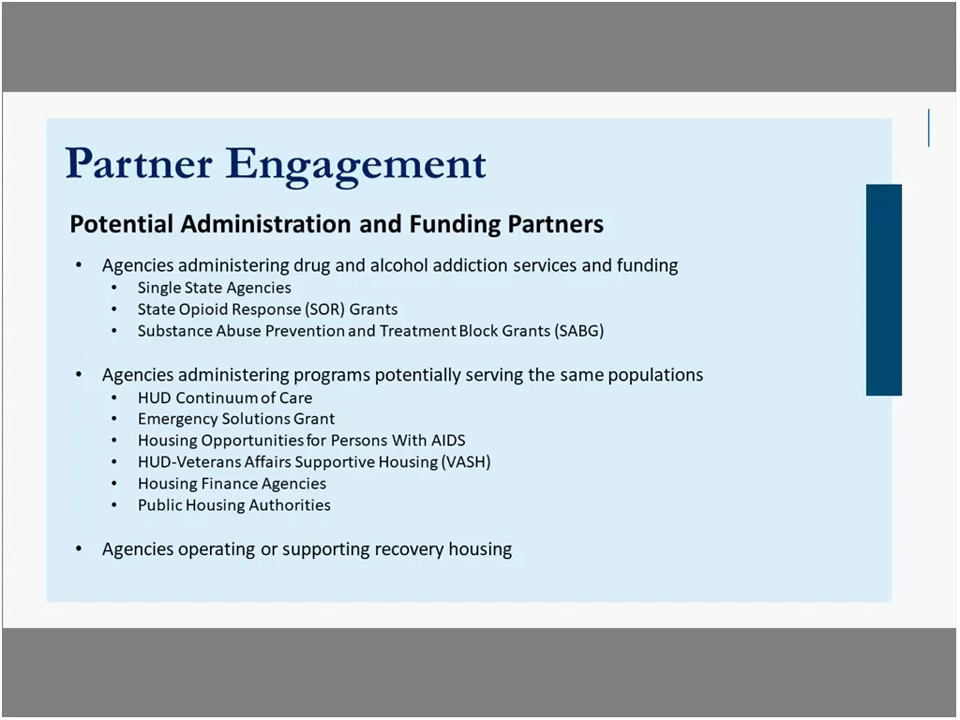 Partner Engagement
Potential Administration and Funding Partners
• Agencies administering drug and alcohol addiction services and funding
• Single State Agencies
• State Opioid Response (SOR) Grants
• Substance Abuse Prevention and Treatment Block Grants (SABG)
• Agencies administering programs potentially serving the same populations
• HUD Continuum of Care
• Emergency Solutions Grant
• Housing Opportunities for Persons With AIDS
• HUD-Veterans Affairs Supportive Housing (VASH)
• Housing Finance Agencies
• Public Housing Authorities
• Agencies operating or supporting recovery housing